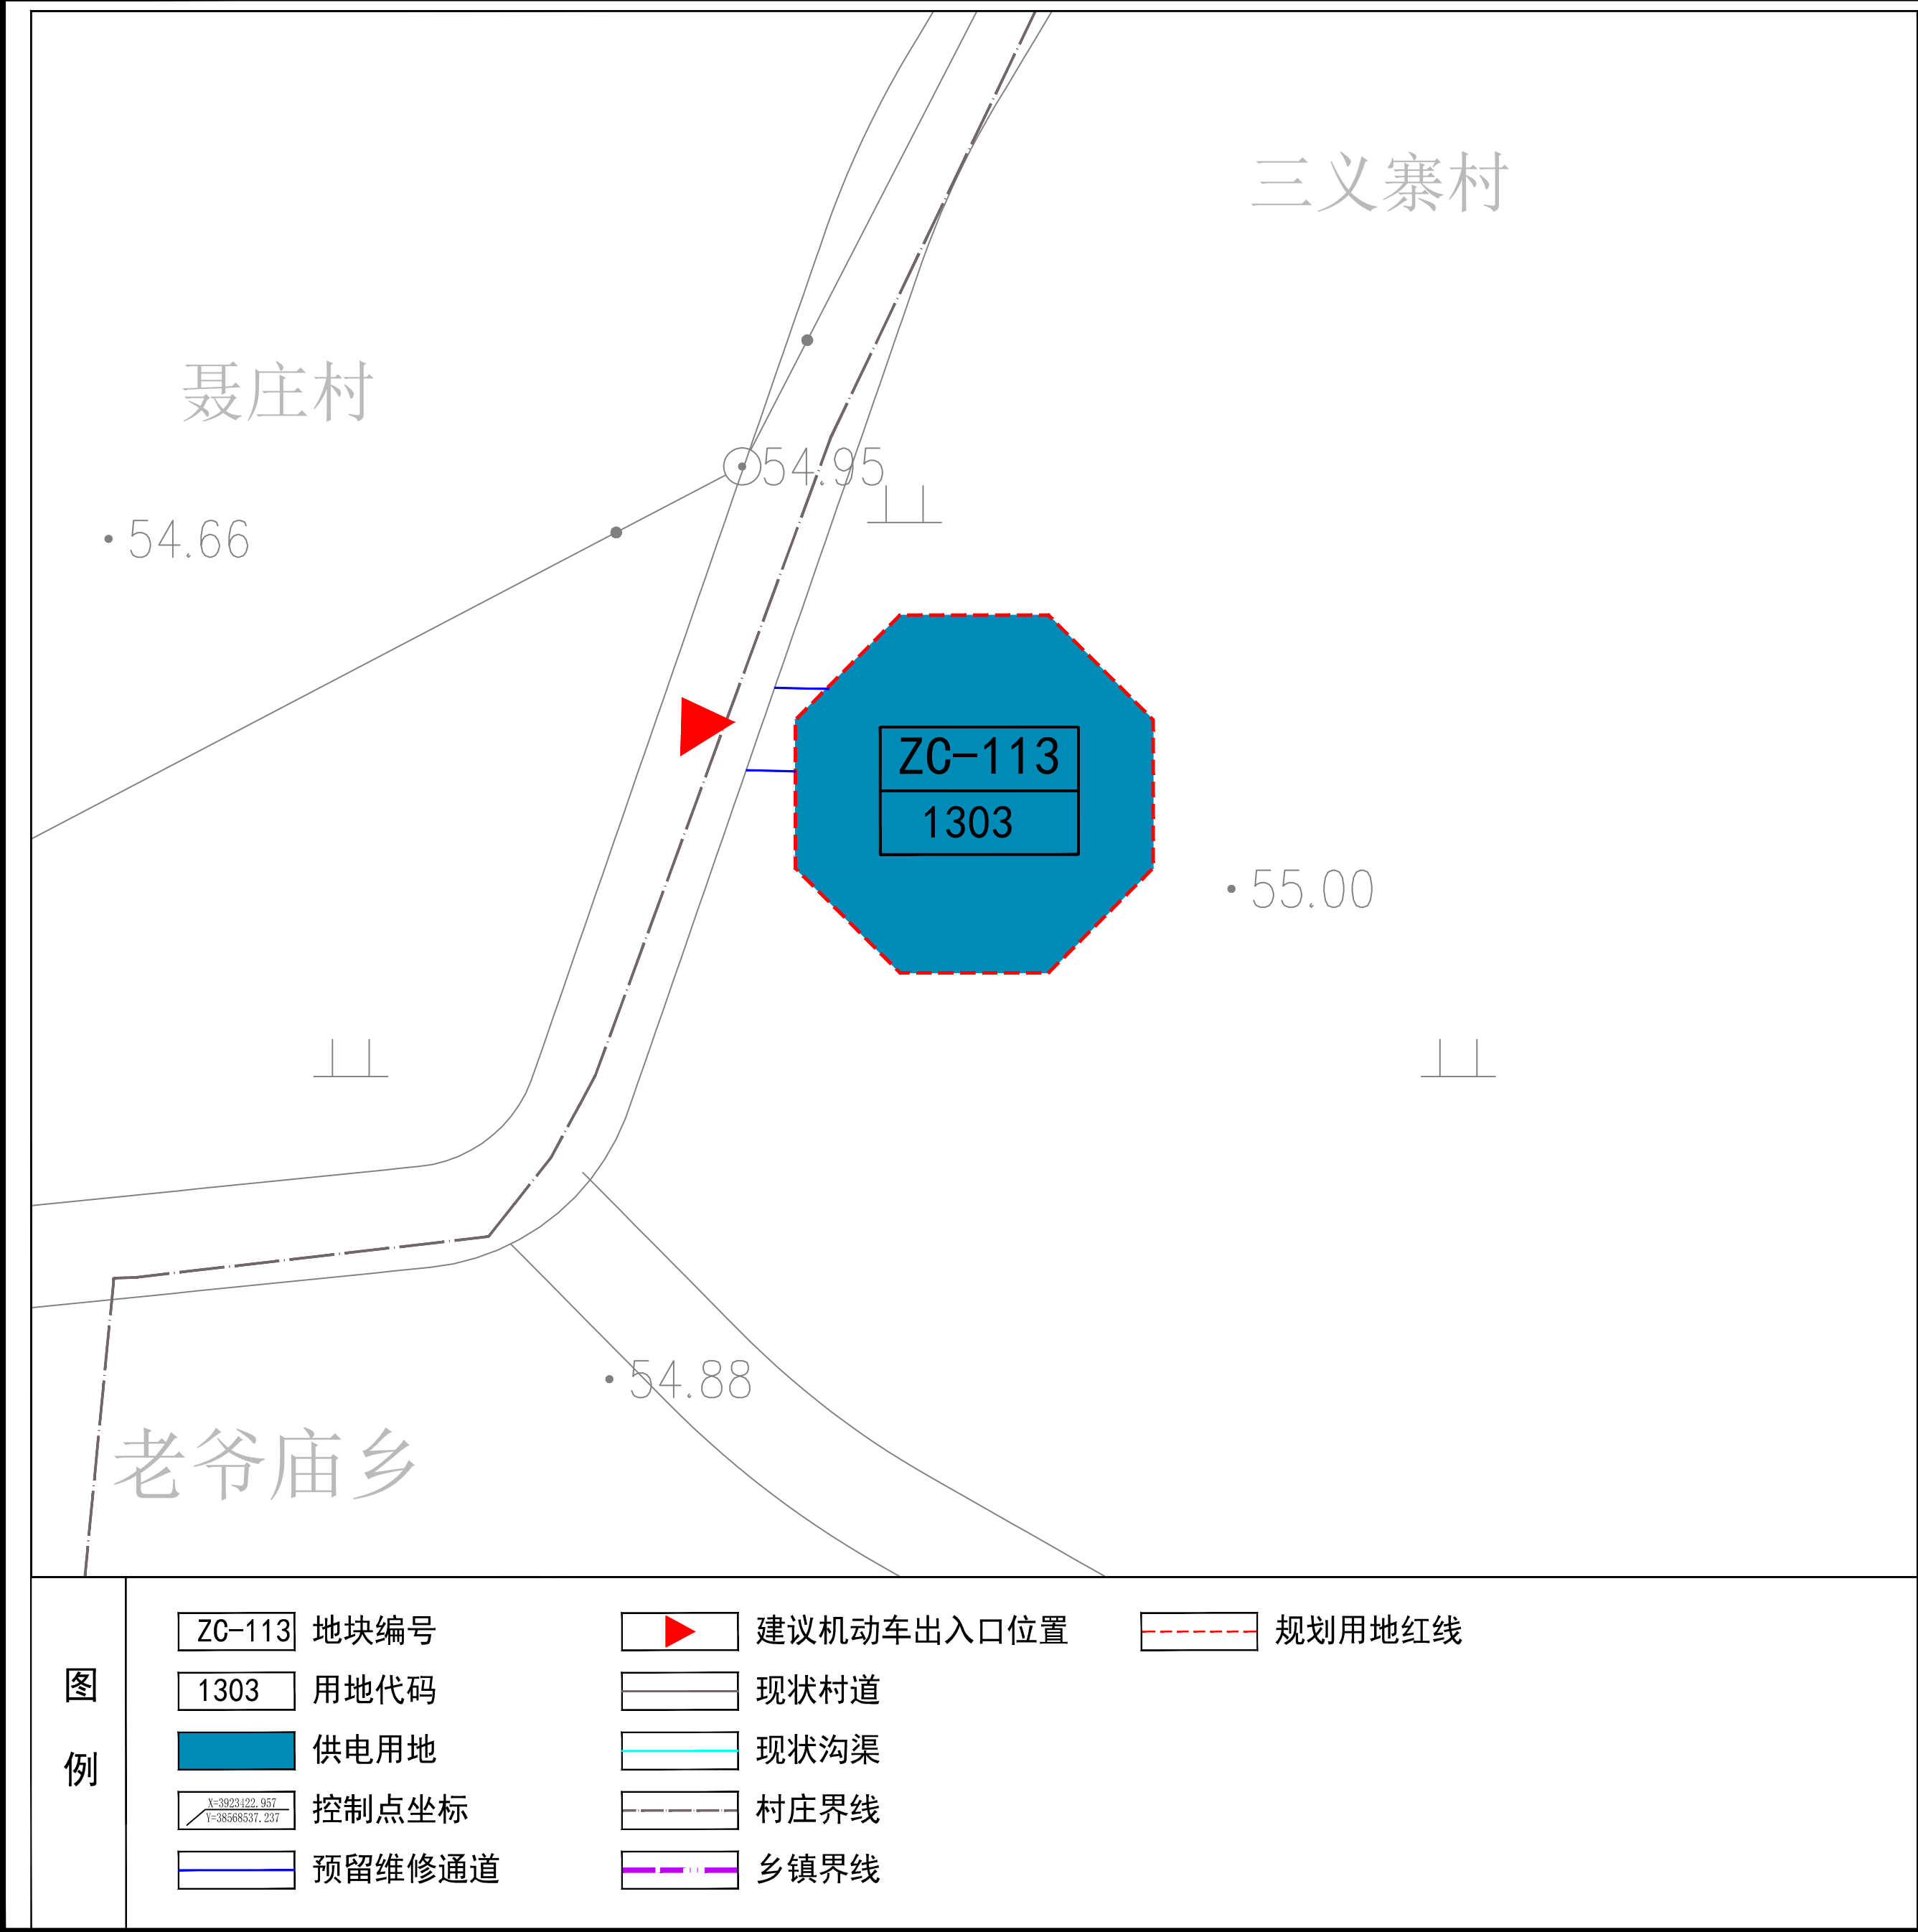 三义寨村
聂庄村
54.95
54.66
ZC-113
1303
55.00
54.88
老爷庙乡
图例
ZC-113 地块编号
1303 用地代码
供电用地
X=3923422.957
Y=38568537.237
控制点坐标
预留维修通道
建议机动车出入口位置
现状村道
现状沟渠
村庄界线
乡镇界线
规划用地红线